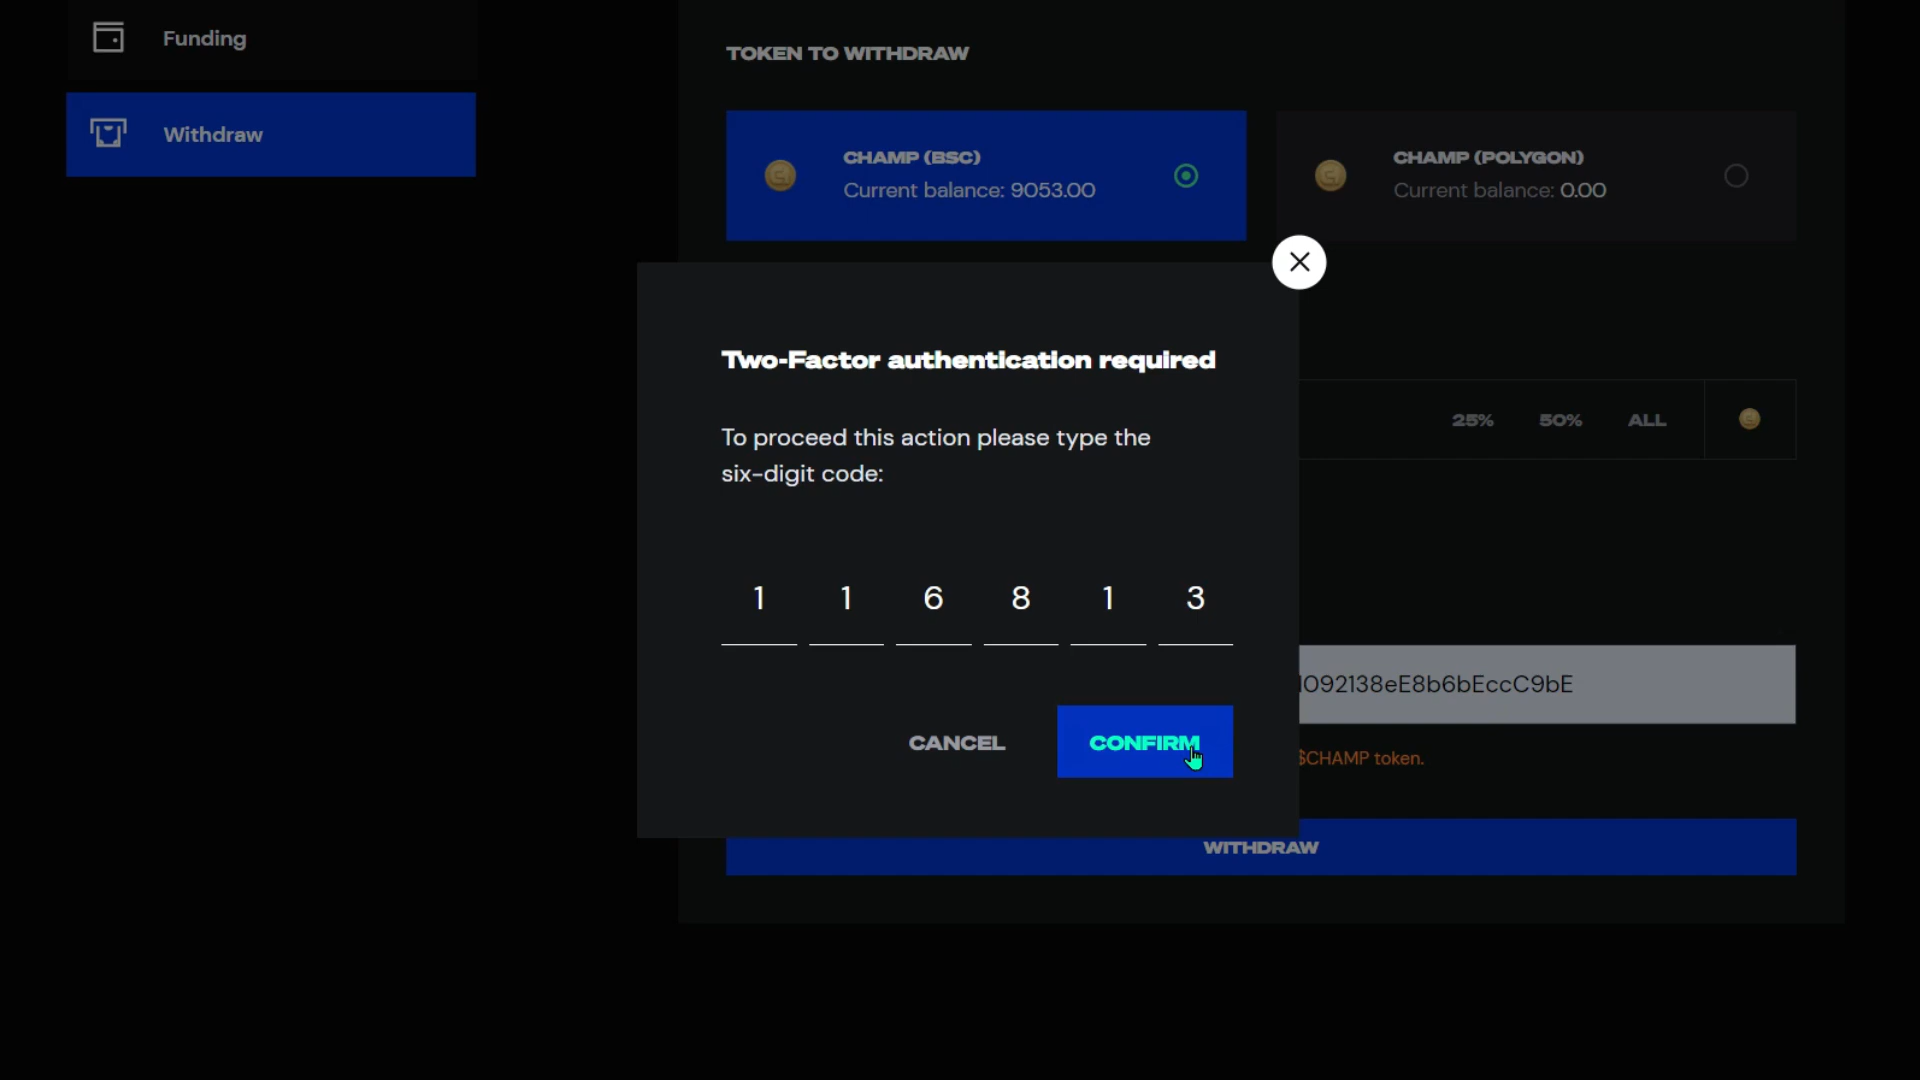 Funding
Withdraw
TOKEN TO WITHDRAW
CHAMP (BSC)
Current balance: 9053.00
CHAMP (POLYGON)
Current balance: 0.00
25% 50% ALL
Two-Factor authentication required
To proceed this action please type the
six-digit code:
1 1 6 8 1 3
CANCEL CONFIRM
1092138eE8b6bEccC9bE
$CHAMP token.
WITHDRAW